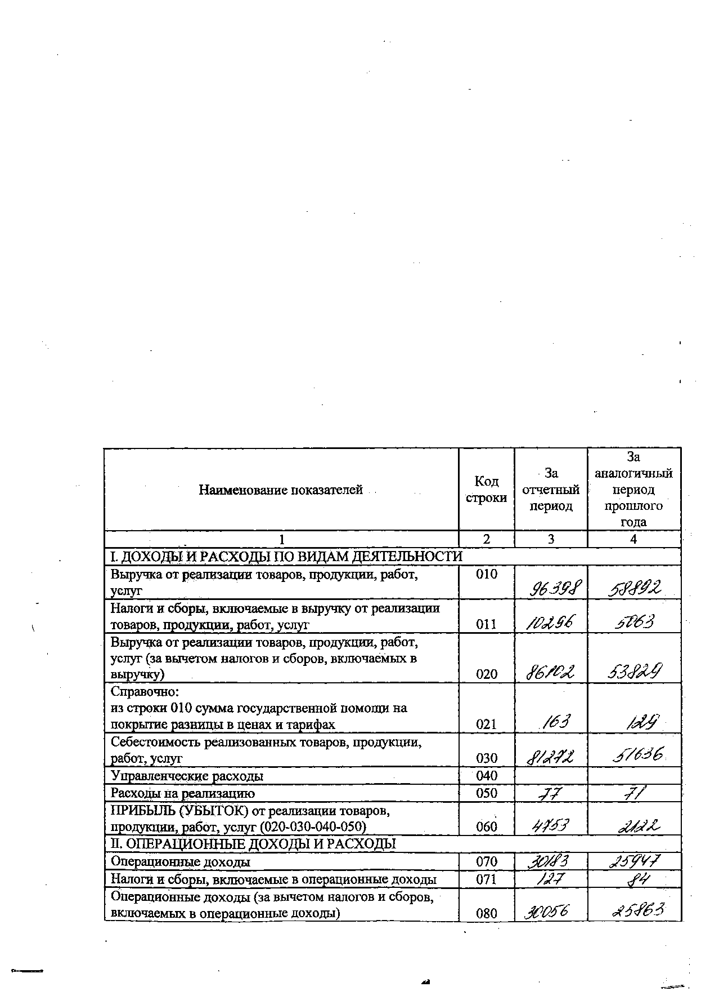 Наименование показателей
Код
строки
За
отчетный
период
За
аналогичный
период
прошлого
года
1 2 3 4
I. ДОХОДЫ И РАСХОДЫ ПО ВИДАМ ДЕЯТЕЛЬНОСТИ
Выручка от реализации товаров, продукции, работ, 010
услуг 96398 58892
Налоги и сборы, включаемые в выручку от реализации
товаров, продукции, работ, услуг 011 10296 5063
Выручка от реализации товаров, продукции, работ,
услуг (за вычетом налогов и сборов, включаемых в
выручку) 020 86102 53829
Справочно:
из строки 010 сумма государственной помощи на
покрытие разницы в ценах и тарифах 021 163 129
Себестоимость реализованных товаров, продукции,
работ, услуг 030 81272 51636
Управленческие расходы 040
Расходы на реализацию 050 77 71
ПРИБЫЛЬ (УБЫТОК) от реализации товаров,
продукции, работ, услуг (020-030-040-050) 060 4753 2122
II. ОПЕРАЦИОННЫЕ ДОХОДЫ И РАСХОДЫ
Операционные доходы 070 30183 25947
Налоги и сборы, включаемые в операционные доходы 071 127 84
Операционные доходы (за вычетом налогов и сборов,
включаемых в операционные доходы) 080 30056 25863